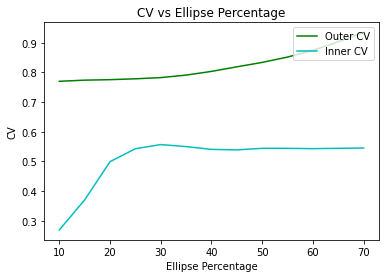 CV vs Ellipse Percentage
Outer CV
Inner CV
CV
0.9
0.8
0.7
0.6
0.5
0.4
0.3
10 20 30 40 50 60 70
Ellipse Percentage